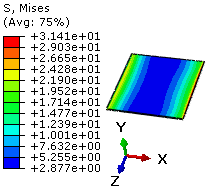 S, Mises
(Avg: 75%)
+3.141e+01
+2.903e+01
+2.665e+01
+2.428e+01
+2.190e+01
+1.952e+01
+1.714e+01
+1.477e+01
+1.239e+01
+1.001e+01
+7.632e+00
+5.255e+00
+2.877e+00
Y
X
Z